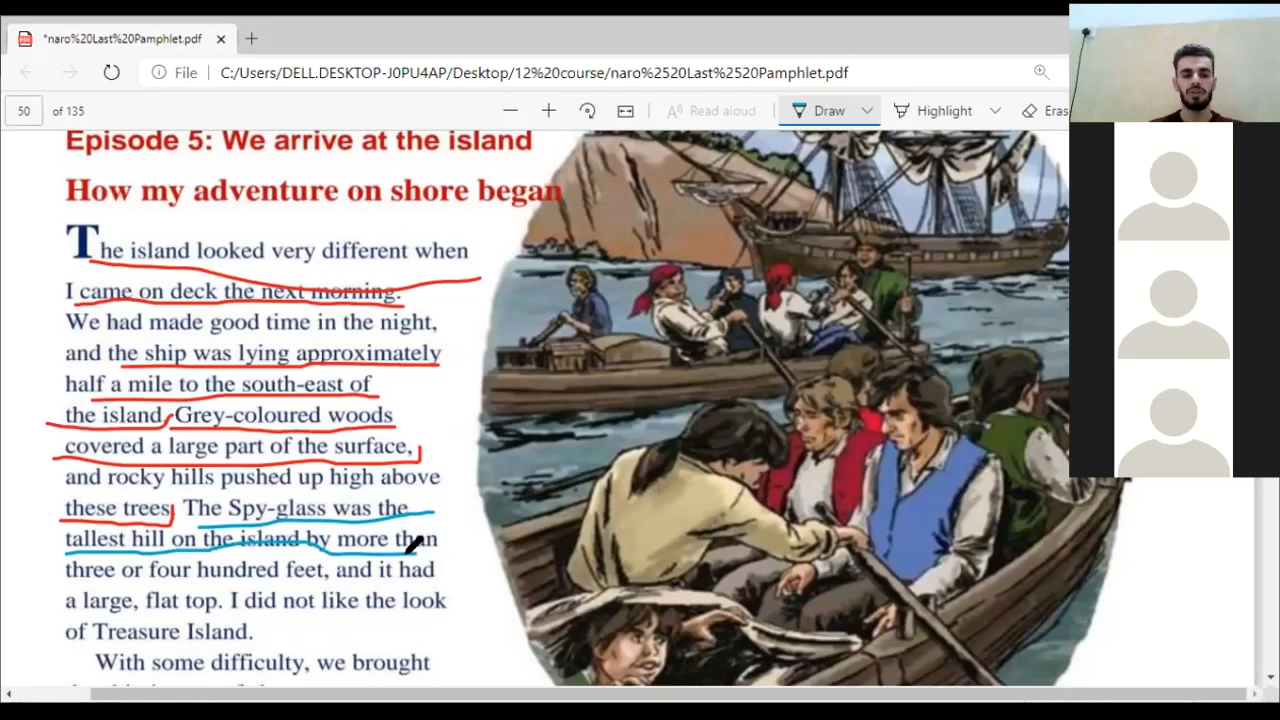 *naro%20Last%20Pamphlet.pdf
File C:/Users/DELL.DESKTOP-J0PU4AP/Desktop/12%20course/naro%2520Last%2520Pamphlet.pdf
50 of 135 Read aloud Draw Highlight Eras
Episode 5: We arrive at the island
How my adventure on shore began
The island looked very different when
I came on deck the next morning.
We had made good time in the night,
and the ship was lying approximately
half a mile to the south-east of
the island. Grey-coloured woods
covered a large part of the surface,
and rocky hills pushed up high above
these trees. The Spy-glass was the
tallest hill on the island by more than
three or four hundred feet, and it had
a large, flat top. I did not like the look
of Treasure Island.
With some difficulty, we brought